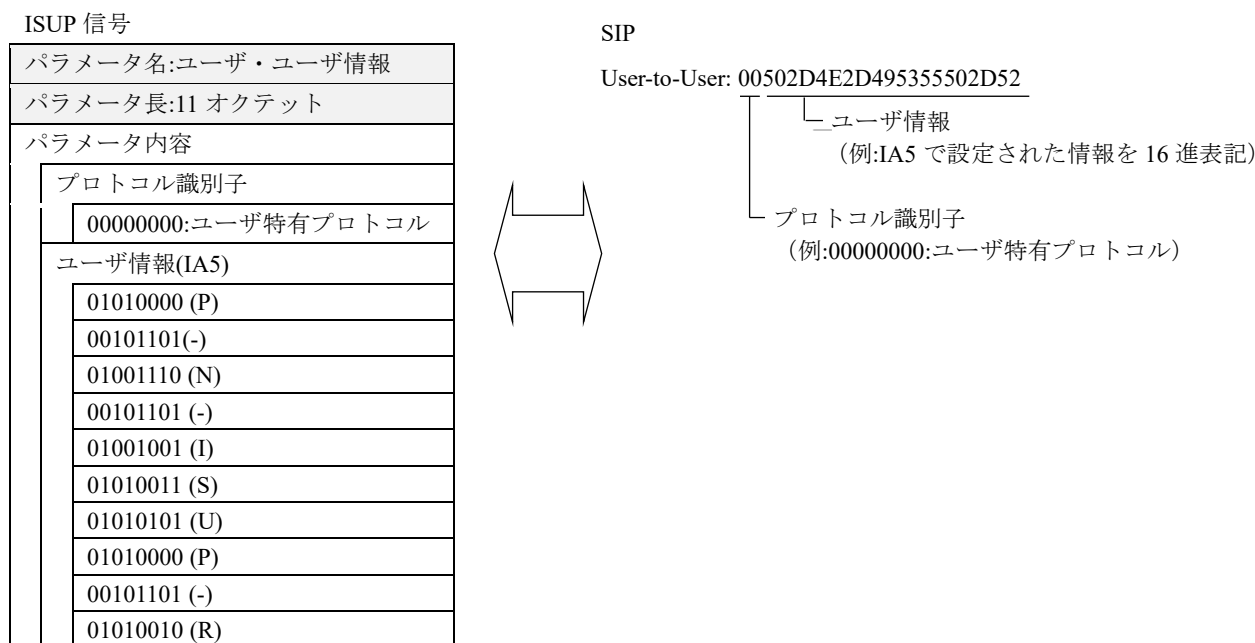 ISUP 信号
パラメータ名:ユーザ・ユーザ情報
パラメータ長:11 オクテット
パラメータ内容
プロトコル識別子
00000000:ユーザ特有プロトコル
ユーザ情報(IA5)
01010000 (P)
00101101(-)
01001110 (N)
00101101 (-)
01001001 (I)
01010011 (S)
01010101 (U)
01010000 (P)
00101101 (-)
01010010 (R)
SIP
User-to-User: 00502D4E2D495355502D52
ユーザ情報
(例:IA5 で設定された情報を 16 進表記)
プロトコル識別子
(例:00000000:ユーザ特有プロトコル)